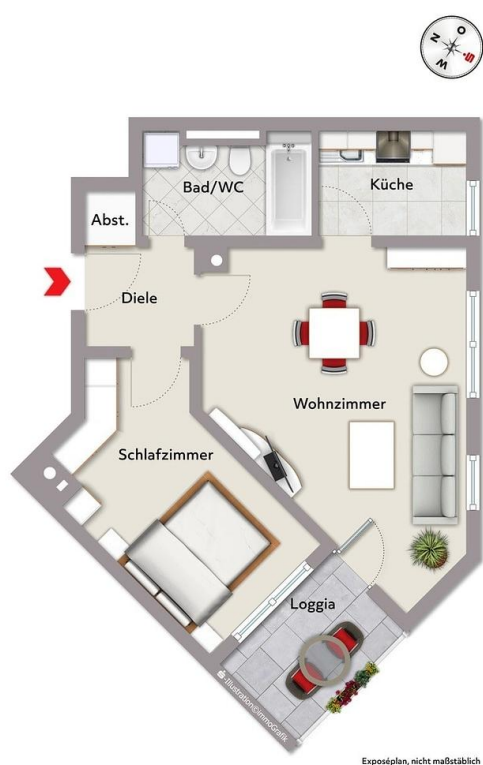 N
O
S
W
Bad/WC
Küche
Abst.
Diele
Wohnzimmer
Schlafzimmer
Loggia
-Illustration©ImmoGrafik
Exposéplan, nicht maßstäblich